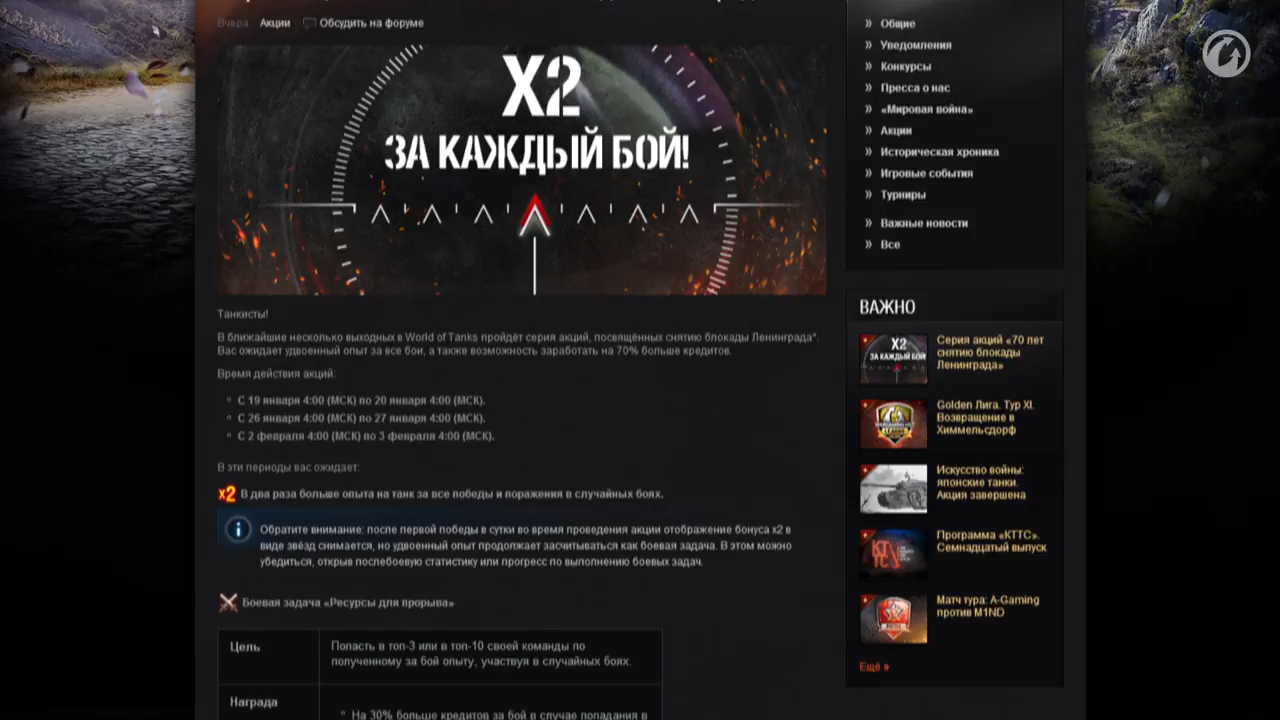 Вчера Акции Обсудить на форуме
X2
ЗА КАЖДЫЙ БОЙ!
Танкисты!
В ближайшие несколько выходных в World of Tanks пройдёт серия акций, посвящённых снятию блокады Ленинграда*.
Вас ожидает удвоенный опыт за все бои, а также возможность заработать на 70% больше кредитов.
Время действия акций:
С 19 января 4:00 (МСК) по 20 января 4:00 (МСК).
С 26 января 4:00 (МСК) по 27 января 4:00 (МСК).
С 2 февраля 4:00 (МСК) по 3 февраля 4:00 (МСК).
В эти периоды вас ожидает:
x2 В два раза больше опыта на танк за все победы и поражения в случайных боях.
Обратите внимание: после первой победы в сутки во время проведения акции отображение бонуса x2 в
виде звёзд снимается, но удвоенный опыт продолжает засчитываться как боевая задача. В этом можно
убедиться, открыв послебоевую статистику или прогресс по выполнению боевых задач.
Боевая задача «Ресурсы для прорыва»
Цель
Попасть в топ-3 или в топ-10 своей команды по
полученному за бой опыту, участвуя в случайных боях.
Награда
На 30% больше кредитов за бой в случае попадания в
» Общие
» Уведомления
» Конкурсы
» Пресса о нас
» «Мировая война»
» Акции
» Историческая хроника
» Игровые события
» Турниры
» Важные новости
» Все
ВАЖНО
X2
ЗА КАЖДЫЙ БОЙ
Серия акций «70 лет
снятию блокады
Ленинграда»
Golden Лига. Тур XI.
Возвращение в
Химмельсдорф
Искусство войны:
японские танки.
Акция завершена
КТ
ТС
Программа «КТТС».
Семнадцатый выпуск
Матч тура: A-Gaming
против M1ND
Ещё »